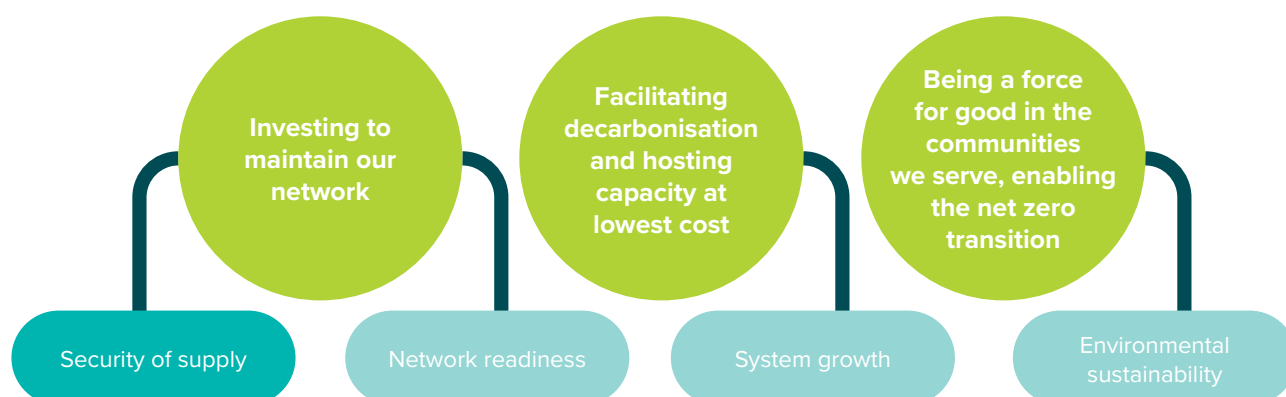 Investing to
maintain our
network
Facilitating
decarbonisation
and hosting
capacity at
lowest cost
Being a force
for good in the
communities
we serve, enabling
the net zero
transition
Security of supply
Network readiness
System growth
Environmental
sustainability